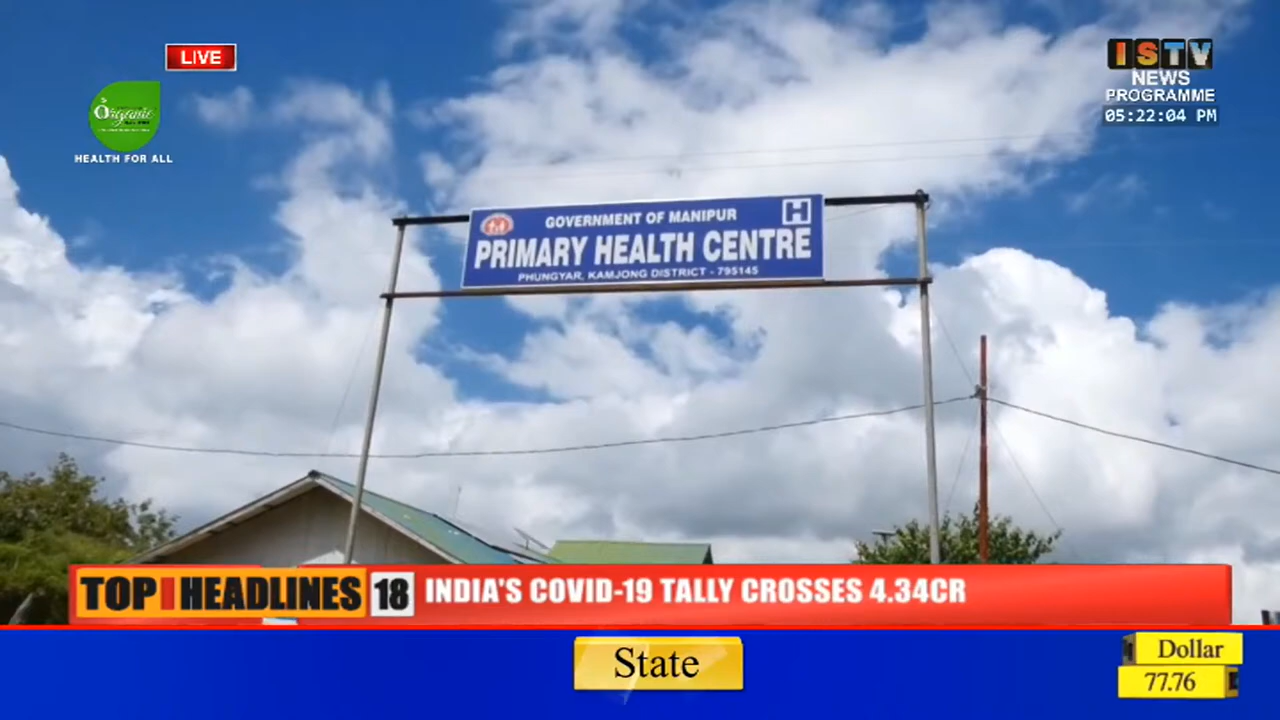 LIVE
Organic
HEALTH FOR ALL
ISTV
NEWS
PROGRAMME
05:22:04 PM
GOVERNMENT OF MANIPUR
H
PRIMARY HEALTH CENTRE
PHUNGYAR, KAMJONG DISTRICT - 795145
TOP HEADLINES 18 INDIA'S COVID-19 TALLY CROSSES 4.34CR
State
Dollar
77.76